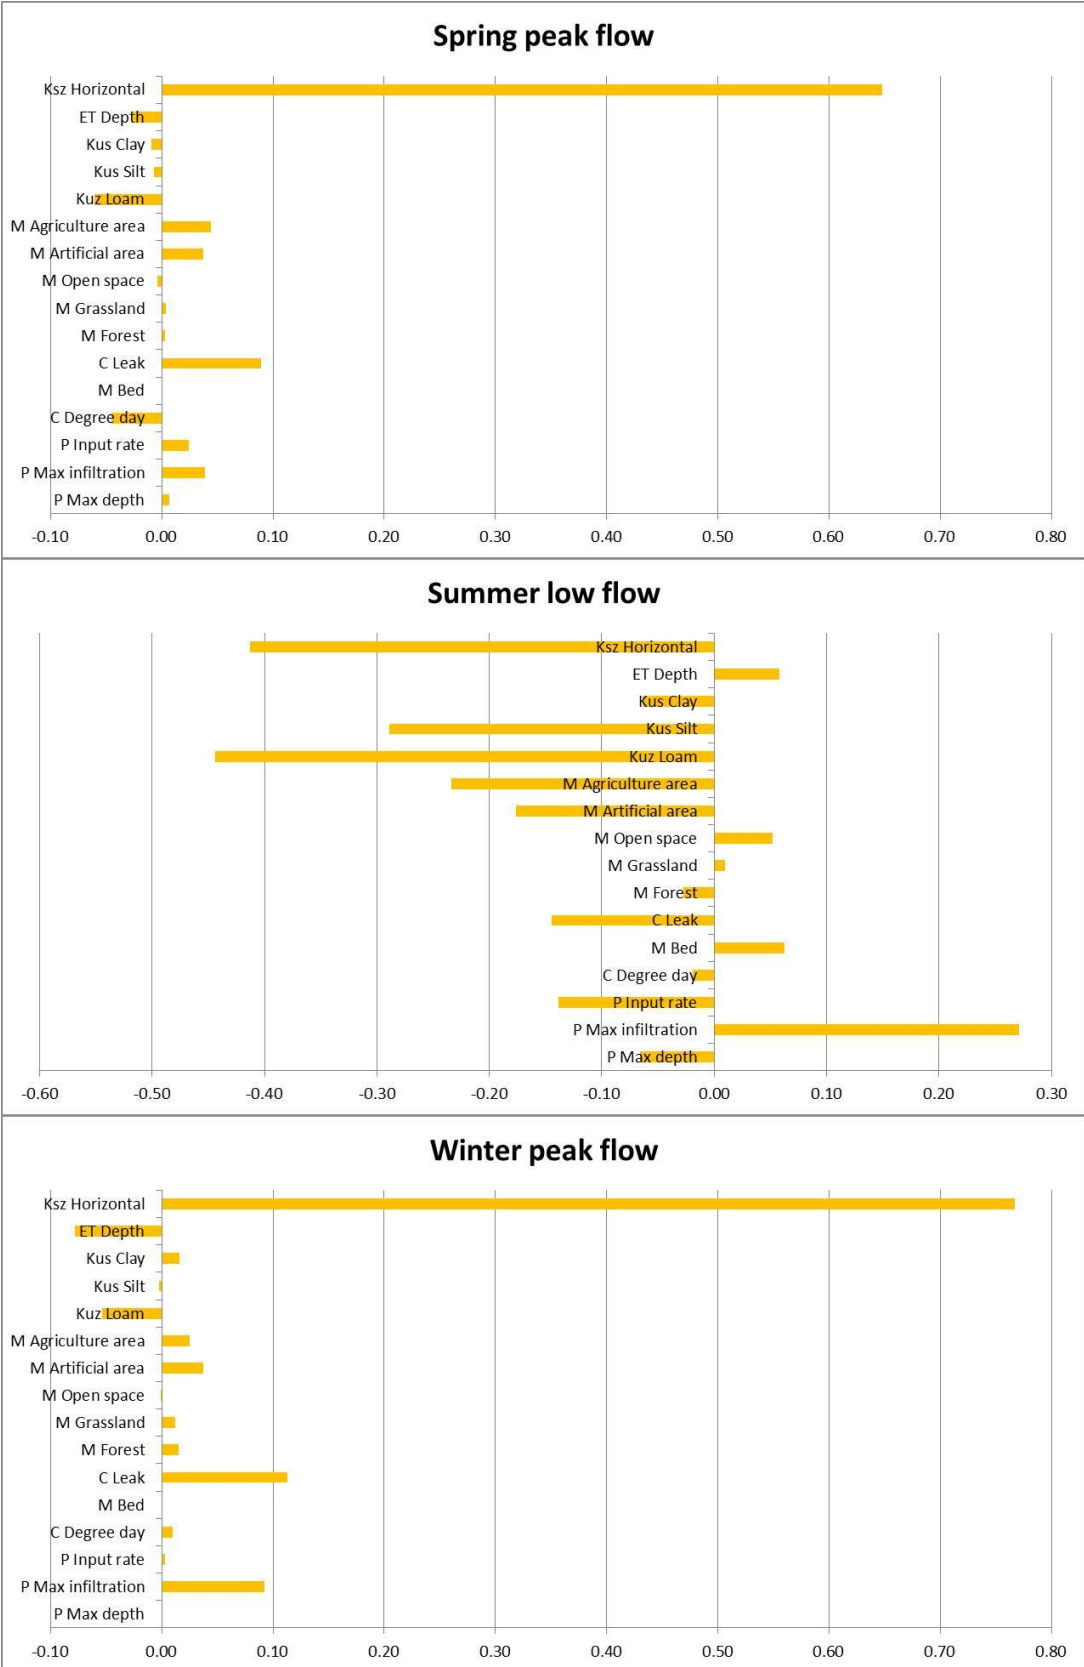 Spring peak flow
Ksz Horizontal
ET Depth
Kus Clay
Kus Silt
Kuz Loam
M Agriculture area
M Artificial area
M Open space
M Grassland
M Forest
C Leak
M Bed
C Degree day
P Input rate
P Max infiltration
P Max depth
-0.10 0.00 0.10 0.20 0.30 0.40 0.50 0.60 0.70 0.80
Summer low flow
Ksz Horizontal
ET Depth
Kus Clay
Kus Silt
Kuz Loam
M Agriculture area
M Artificial area
M Open space
M Grassland
M Forest
C Leak
M Bed
C Degree day
P Input rate
P Max infiltration
P Max depth
-0.60 -0.50 -0.40 -0.30 -0.20 -0.10 0.00 0.10 0.20 0.30
Winter peak flow
Ksz Horizontal
ET Depth
Kus Clay
Kus Silt
Kuz Loam
M Agriculture area
M Artificial area
M Open space
M Grassland
M Forest
C Leak
M Bed
C Degree day
P Input rate
P Max infiltration
P Max depth
-0.10 0.00 0.10 0.20 0.30 0.40 0.50 0.60 0.70 0.80